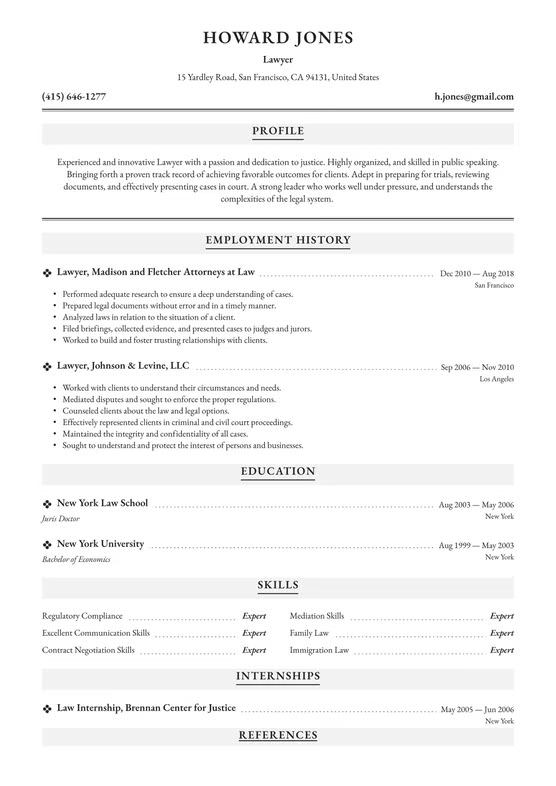 HOWARD JONES
Lawyer
15 Yardley Road, San Francisco, CA 94131, United States
(415) 646-1277 h.jones@gmail.com
PROFILE
Experienced and innovative Lawyer with a passion and dedication to justice. Highly organized, and skilled in public speaking.
Bringing forth a proven track record of achieving favorable outcomes for clients. Adept in preparing for trials, reviewing
documents, and effectively presenting cases in court. A strong leader who works well under pressure, and understands the
complexities of the legal system.
EMPLOYMENT HISTORY
Lawyer, Madison and Fletcher Attorneys at Law Dec 2010 — Aug 2018
San Francisco
• Performed adequate research to ensure a deep understanding of cases.
• Prepared legal documents without error and in a timely manner.
• Analyzed laws in relation to the situation of a client.
• Filed briefings, collected evidence, and presented cases to judges and jurors.
• Worked to build and foster trusting relationships with clients.
Lawyer, Johnson & Levine, LLC Sep 2006 — Nov 2010
Los Angeles
• Worked with clients to understand their circumstances and needs.
• Mediated disputes and sought to enforce the proper regulations.
• Counseled clients about the law and legal options.
• Effectively represented clients in criminal and civil court proceedings.
• Maintained the integrity and confidentiality of all cases.
• Sought to understand and protect the interest of persons and businesses.
EDUCATION
New York Law School Aug 2003 — May 2006
Juris Doctor New York
New York University Aug 1999 — May 2003
Bachelor of Economics New York
SKILLS
Regulatory Compliance Expert Mediation Skills Expert
Excellent Communication Skills Expert Family Law Expert
Contract Negotiation Skills Expert Immigration Law Expert
INTERNSHIPS
Law Internship, Brennan Center for Justice May 2005 — Jun 2006
New York
REFERENCES